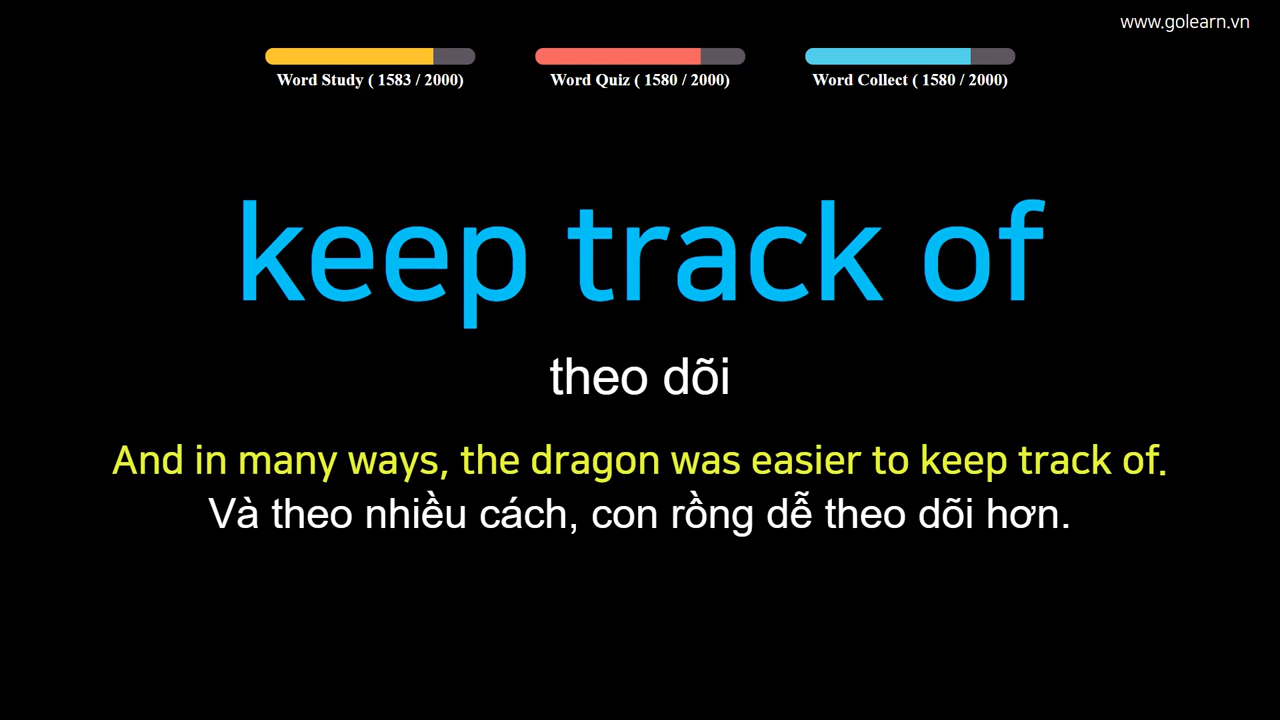 www.golearn.vn
Word Study ( 1583 / 2000)
Word Quiz ( 1580 / 2000)
Word Collect ( 1580 / 2000)
keep track of
theo dõi
And in many ways, the dragon was easier to keep track of.
Và theo nhiều cách, con rồng dễ theo dõi hơn.